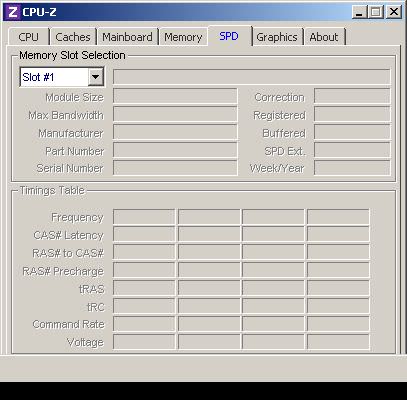 Z CPU-Z
CPU Caches Mainboard Memory SPD Graphics About
Memory Slot Selection
Slot #1
Module Size Correction
Max Bandwidth Registered
Manufacturer Buffered
Part Number SPD Ext.
Serial Number Week/Year
Timings Table
Frequency
CAS# Latency
RAS# to CAS#
RAS# Precharge
tRAS
tRC
Command Rate
Voltage